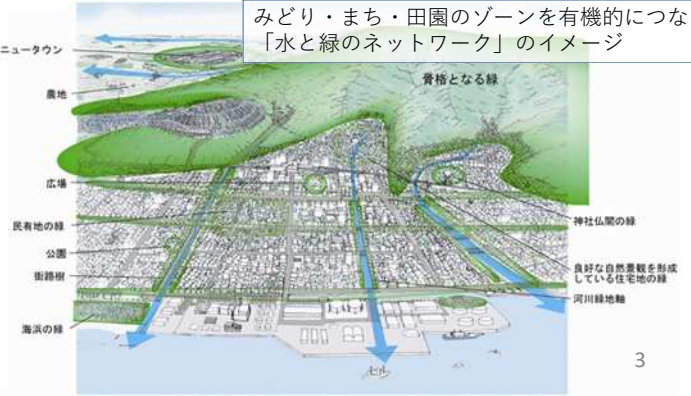 みどり・まち・田園のゾーンを有機的につな
「水と緑のネットワーク」のイメージ
ニュータウン
農地
骨格となる緑
広場
民有地の緑
公園
街路樹
海浜の緑
神社仏閣の緑
良好な自然景観を形成
している住宅地の緑
河川緑地軸
3